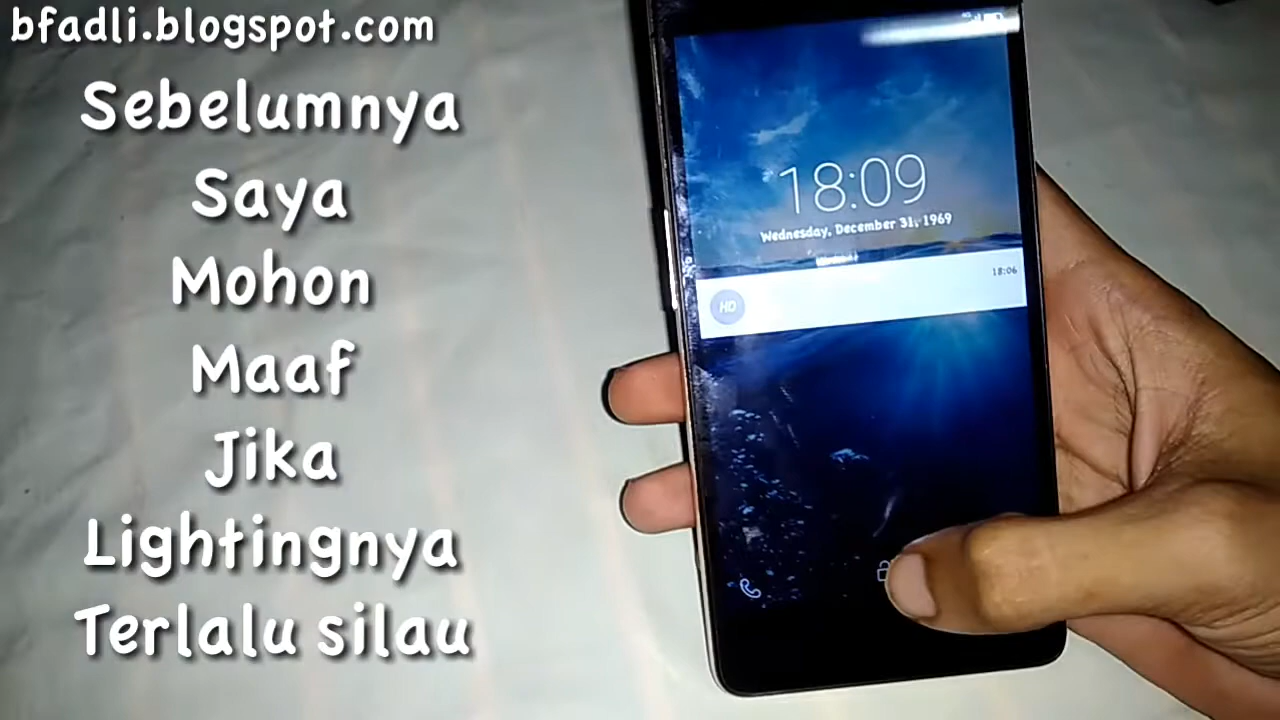 bfadli.blogspot.com
Sebelumnya
Saya
Mohon
Maaf
Jika
Lightingnya
Terlalu silau
18:09
Wednesday, December 31, 1969
18:06
HD